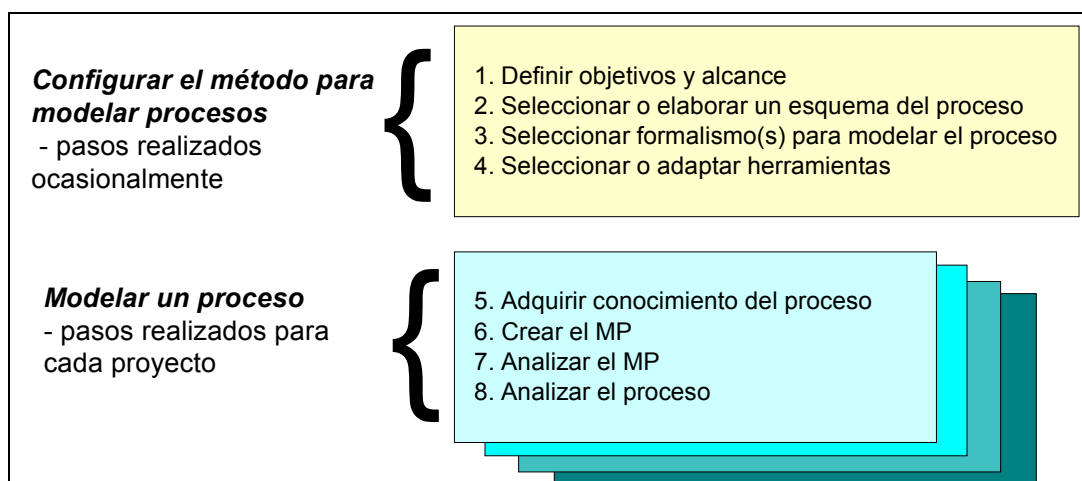 Configurar el método para
modelar procesos
- pasos realizados
ocasionalmente
{
1. Definir objetivos y alcance
2. Seleccionar o elaborar un esquema del proceso
3. Seleccionar formalismo(s) para modelar el proceso
4. Seleccionar o adaptar herramientas
Modelar un proceso
- pasos realizados para
cada proyecto
{
5. Adquirir conocimiento del proceso
6. Crear el MP
7. Analizar el MP
8. Analizar el proceso